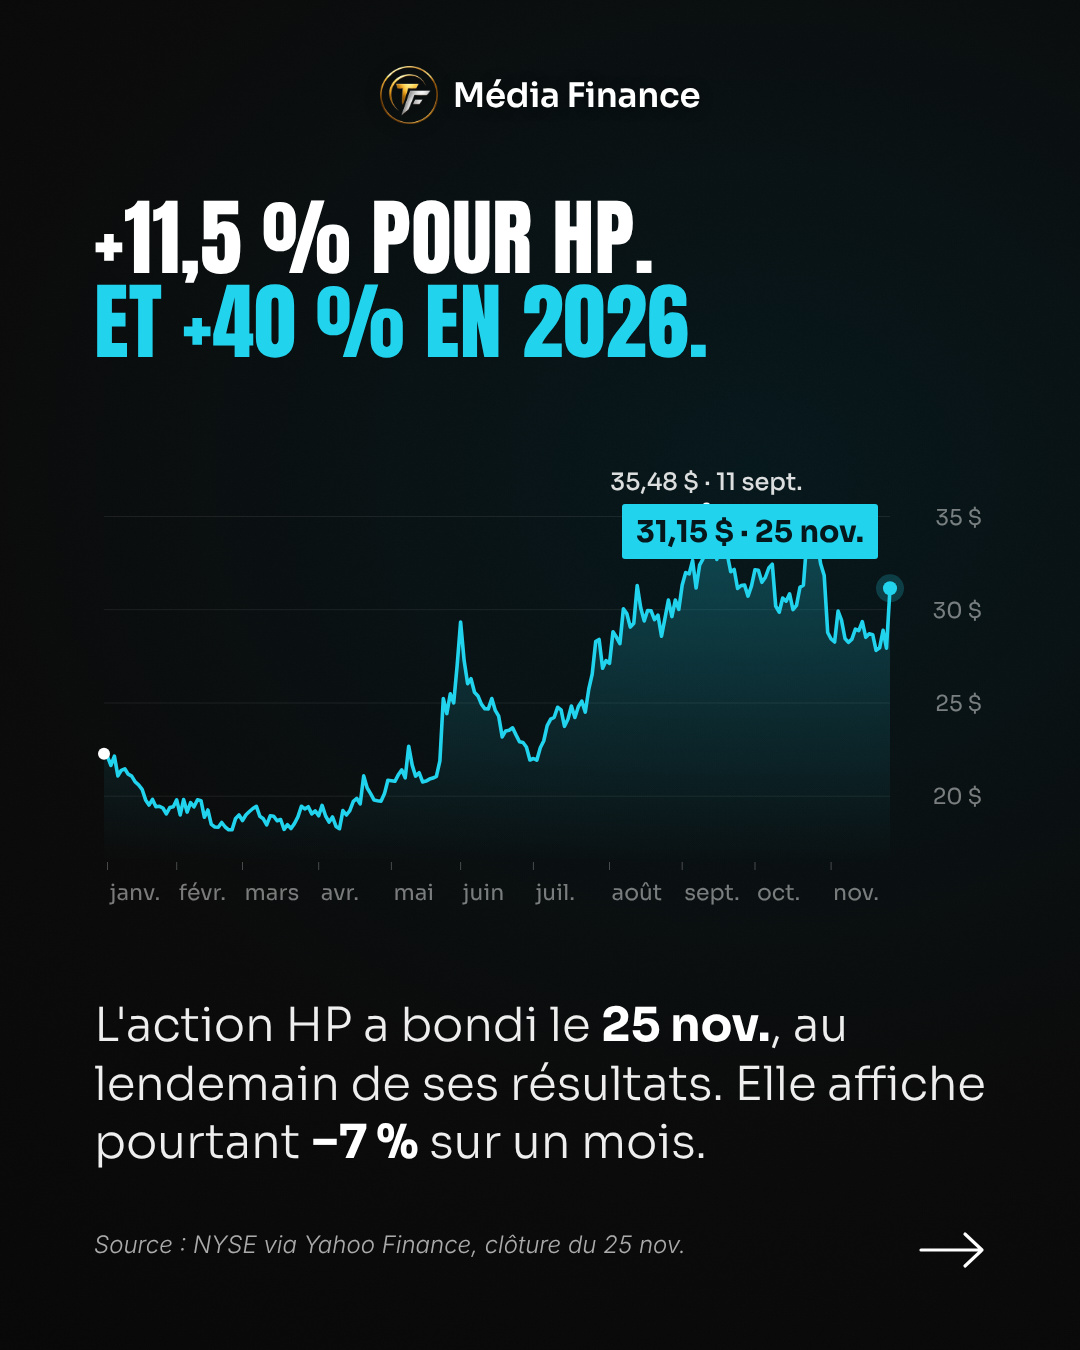 TF Média Finance
+11,5 % POUR HP.
ET +40 % EN 2026.
35,48 $ · 11 sept.
31,15 $ · 25 nov.
35 $
30 $
25 $
20 $
janv. févr. mars avr. mai juin juil. août sept. oct. nov.
L'action HP a bondi le 25 nov., au
lendemain de ses résultats. Elle affiche
pourtant −7 % sur un mois.
Source : NYSE via Yahoo Finance, clôture du 25 nov.